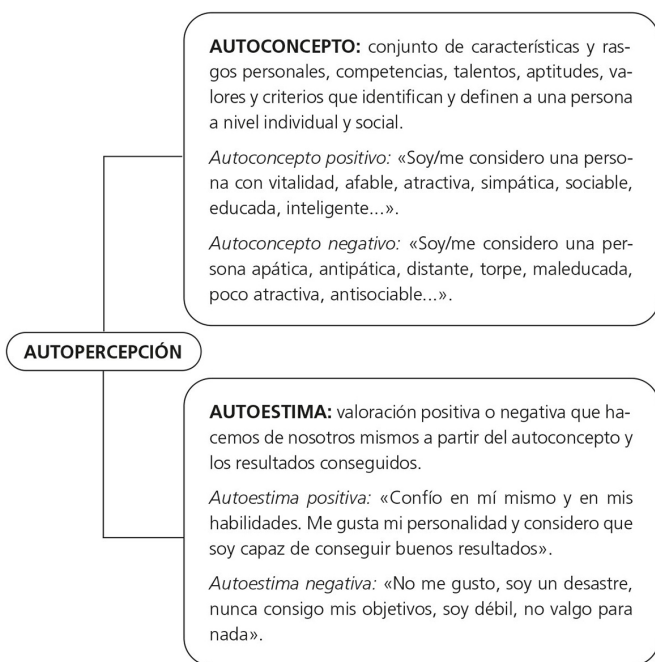 AUTOCONCEPTO: conjunto de características y ras-
gos personales, competencias, talentos, aptitudes, va-
lores y criterios que identifican y definen a una persona
a nivel individual y social.
Autoconcepto positivo: «Soy/me considero una perso-
na con vitalidad, afable, atractiva, simpática, sociable,
educada, inteligente...».
Autoconcepto negativo: «Soy/me considero una per-
sona apática, antipática, distante, torpe, maleducada,
poco atractiva, antisociable...».
AUTOPERCEPCIÓN
AUTOESTIMA: valoración positiva o negativa que ha-
cemos de nosotros mismos a partir del autoconcepto y
los resultados conseguidos.
Autoestima positiva: «Confío en mí mismo y en mis
habilidades. Me gusta mi personalidad y considero que
soy capaz de conseguir buenos resultados».
Autoestima negativa: «No me gusto, soy un desastre,
nunca consigo mis objetivos, soy débil, no valgo para
nada».